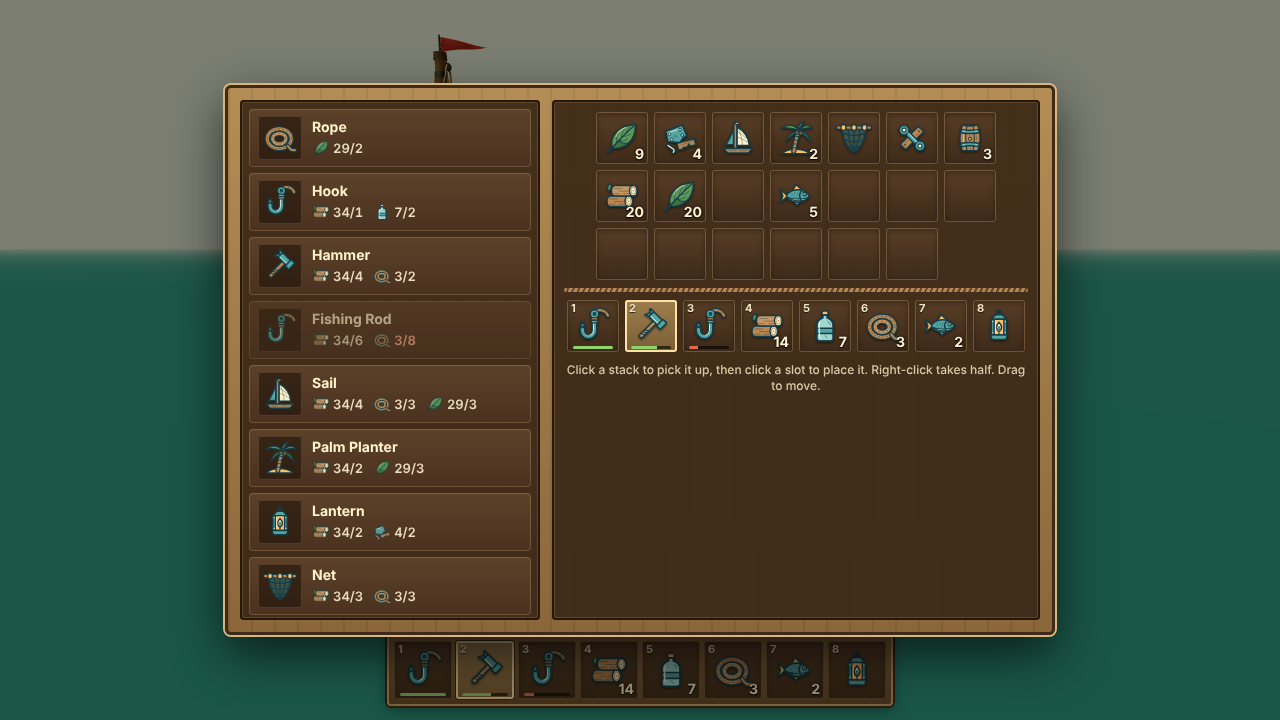 Rope
29/2
Hook
34/1 7/2
Hammer
34/4 3/2
Fishing Rod
34/6 3/8
Sail
34/4 3/3 29/3
Palm Planter
34/2 29/3
Lantern
34/2 4/2
Net
34/3 3/3
9 4 2 3
20 20 5
1 2 3 4 5 6 7 8
14 7 3 2
Click a stack to pick it up, then click a slot to place it. Right-click takes half. Drag
to move.
1 2 3 4 5 6 7 8
14 7 3 2